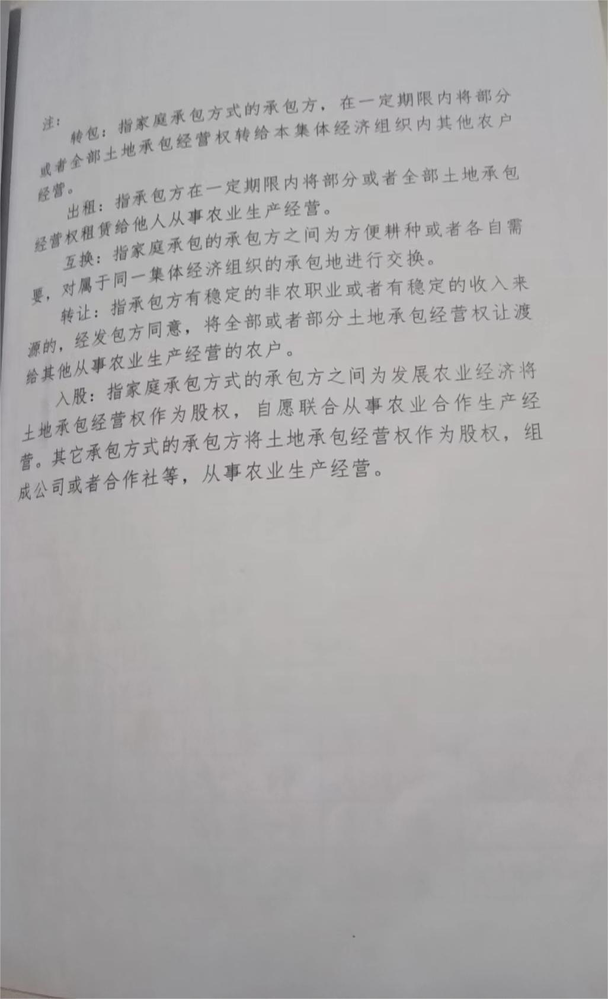 注：
转包：指家庭承包方式的承包方，在一定期限内将部分
或者全部土地承包经营权转给本集体经济组织内其他农户
经营。
出租：指承包方在一定期限内将部分或者全部土地承包
经营权租赁给他人从事农业生产经营。
互换：指家庭承包的承包方之间为方便耕种或者各自需
要，对属于同一集体经济组织的承包地进行交换。
转让：指承包方有稳定的非农职业或者有稳定的收入来
源的，经发包方同意，将全部或者部分土地承包经营权让渡
给其他从事农业生产经营的农户。
入股：指家庭承包方式的承包方之间为发展农业经济将
土地承包经营权作为股权，自愿联合从事农业合作生产经
营。其它承包方式的承包方将土地承包经营权作为股权，组
成公司或者合作社等，从事农业生产经营。